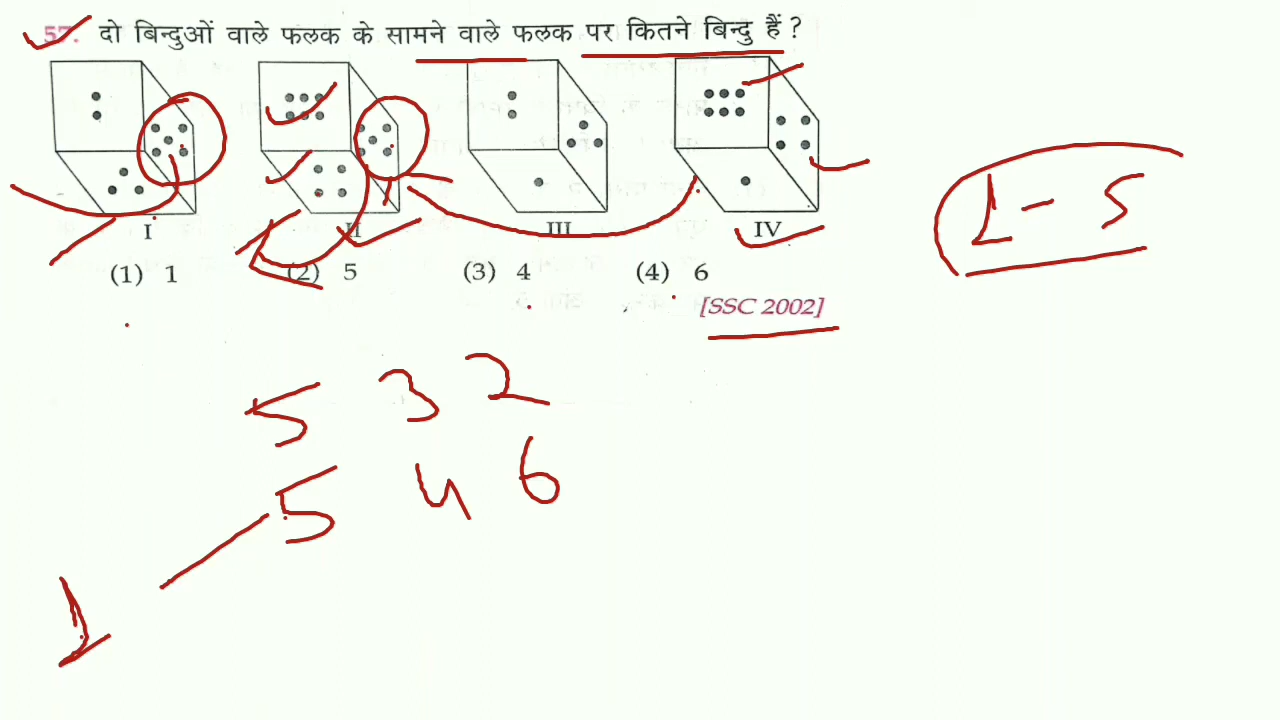 57. दो बिन्दुओं वाले फलक के सामने वाले फलक पर कितने बिन्दु हैं ?
I II III IV
(1) 1 (2) 5 (3) 4 (4) 6
[SSC 2002]
1 - 5
5 3 2
5 4 6
1